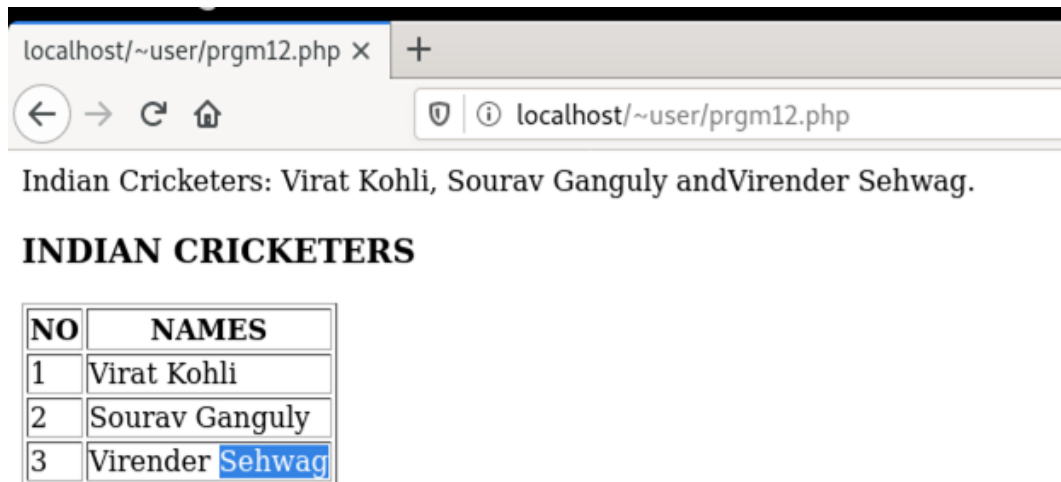 localhost/~user/prgm12.php × +
localhost/~user/prgm12.php
Indian Cricketers: Virat Kohli, Sourav Ganguly andVirender Sehwag.
INDIAN CRICKETERS
NO NAMES
1 Virat Kohli
2 Sourav Ganguly
3 Virender Sehwag